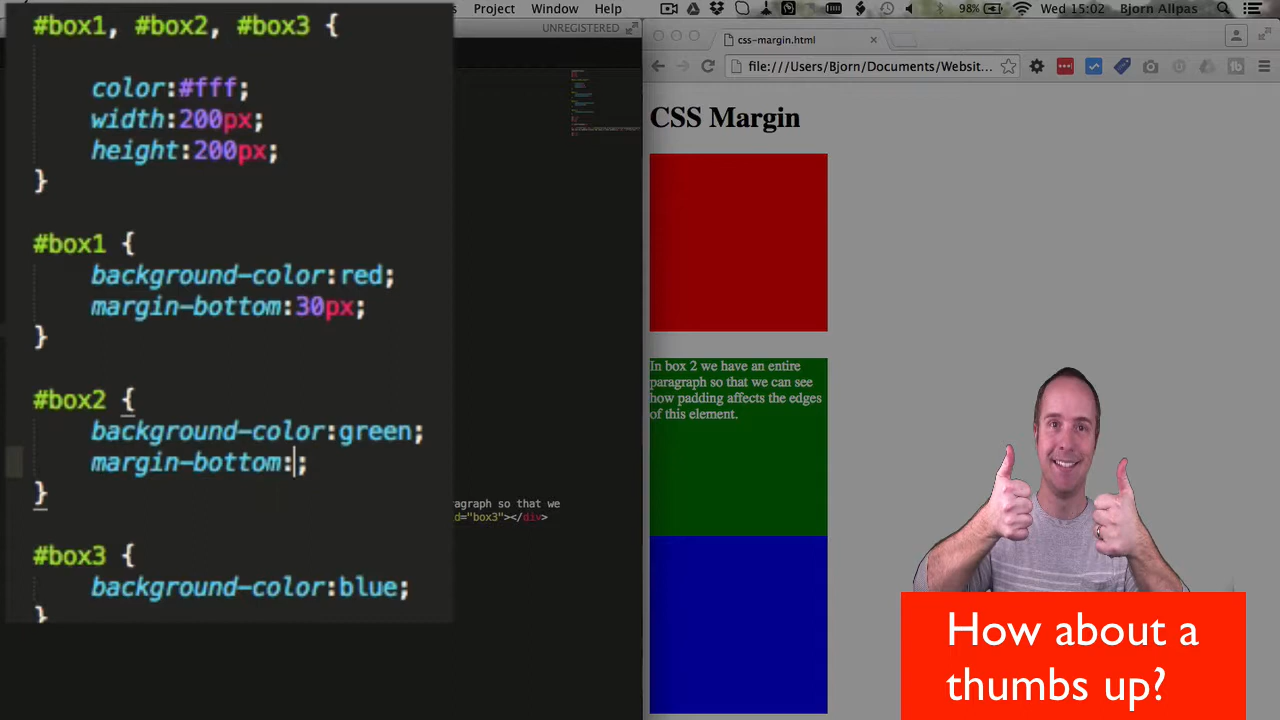 Project Window Help
98% Wed 15:02 Bjorn Allpas
UNREGISTERED
#box1, #box2, #box3 {
color:#fff;
width:200px;
height:200px;
}
#box1 {
background-color:red;
margin-bottom:30px;
}
#box2 {
background-color:green;
margin-bottom:;
}
#box3 {
background-color:blue;
}
aragraph so that we
d="box3"></div>
css-margin.html
file:///Users/Bjorn/Documents/Websit...
CSS Margin
In box 2 we have an entire
paragraph so that we can see
how padding affects the edges
of this element.
How about a
thumbs up?